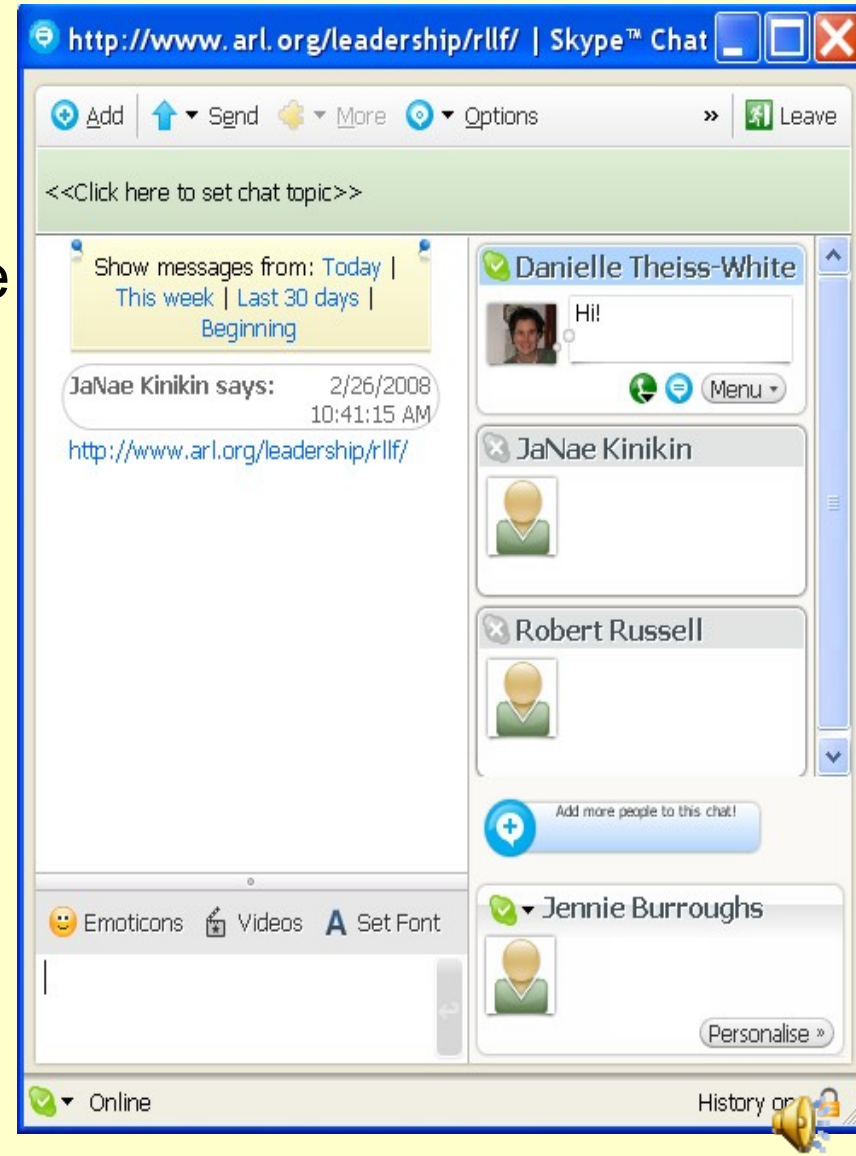 http://www.arl.org/leadership/rllf/ | Skype™ Chat
Add Send More Options » Leave
<<Click here to set chat topic>>
e
Show messages from: Today |
This week | Last 30 days |
Beginning
JaNae Kinikin says: 2/26/2008
10:41:15 AM
http://www.arl.org/leadership/rllf/
Danielle Theiss-White
Hi!
Menu
JaNae Kinikin
Robert Russell
Add more people to this chat!
Emoticons Videos A Set Font
Jennie Burroughs
Personalise »
Online
History on